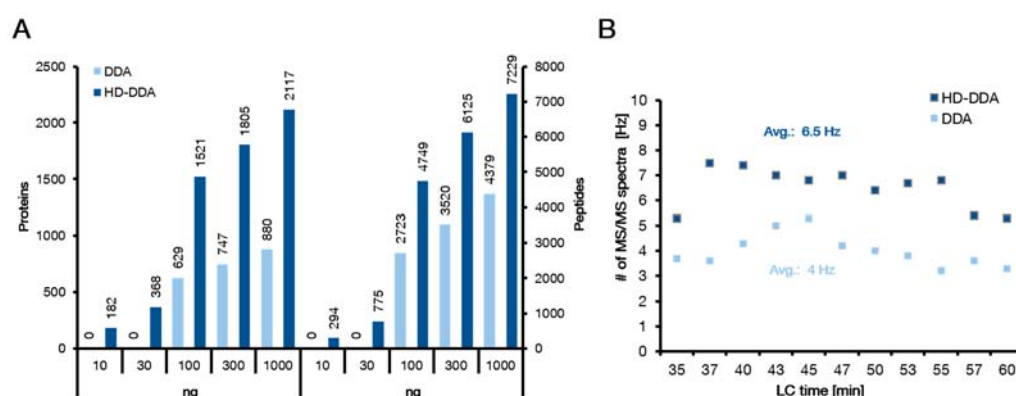 A
DDA
HD-DDA
Proteins
2500
2000
1500
1000
500
0
0 182 0 368 629 1521 747 1805 880 2117
0 294 0 775 2723 4749 3520 6125 4379 7229
8000
7000
6000
5000
4000
3000
2000
1000
0
Peptides
10 30 100 300 1000 10 30 100 300 1000
ng ng
B
HD-DDA
DDA
# of MS/MS spectra [Hz]
10
9
8
7
6
5
4
3
2
1
0
Avg.: 6.5 Hz
Avg.: 4 Hz
35 37 40 43 45 47 50 53 55 57 60
LC time [min]